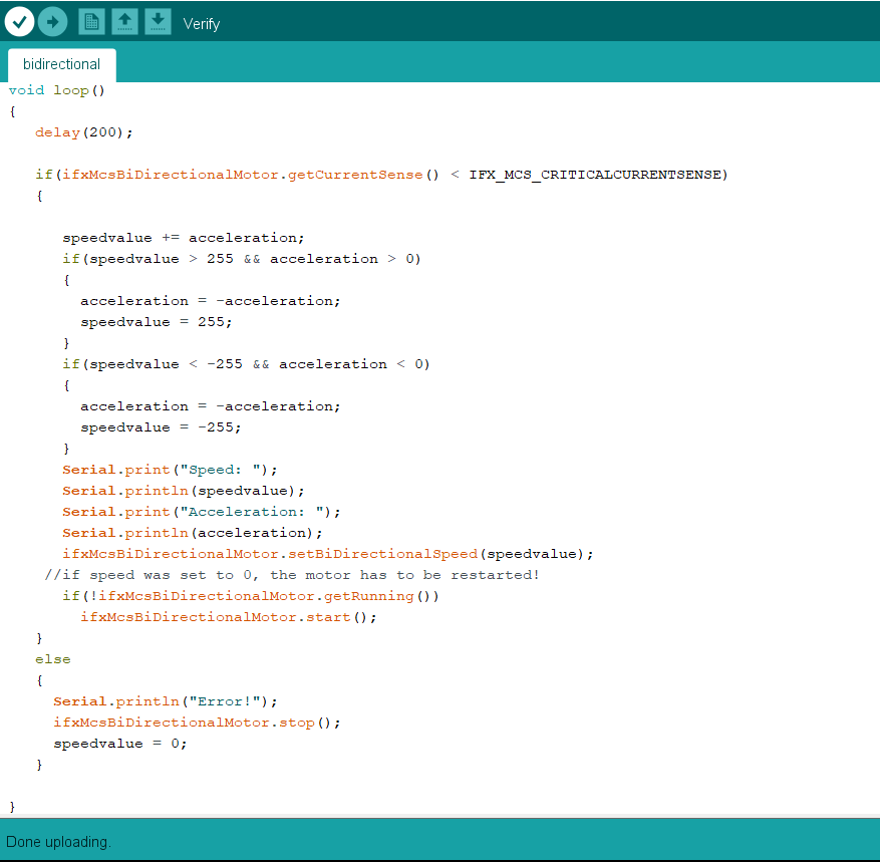 Verify
bidirectional
void loop()
{
delay(200);
if(ifxMcsBiDirectionalMotor.getCurrentSense() < IFX_MCS_CRITICALCURRENTSENSE)
{
speedvalue += acceleration;
if(speedvalue > 255 && acceleration > 0)
{
acceleration = -acceleration;
speedvalue = 255;
}
if(speedvalue < -255 && acceleration < 0)
{
acceleration = -acceleration;
speedvalue = -255;
}
Serial.print("Speed: ");
Serial.println(speedvalue);
Serial.print("Acceleration: ");
Serial.println(acceleration);
ifxMcsBiDirectionalMotor.setBiDirectionalSpeed(speedvalue);
//if speed was set to 0, the motor has to be restarted!
if(!ifxMcsBiDirectionalMotor.getRunning())
ifxMcsBiDirectionalMotor.start();
}
else
{
Serial.println("Error!");
ifxMcsBiDirectionalMotor.stop();
speedvalue = 0;
}
}
Done uploading.